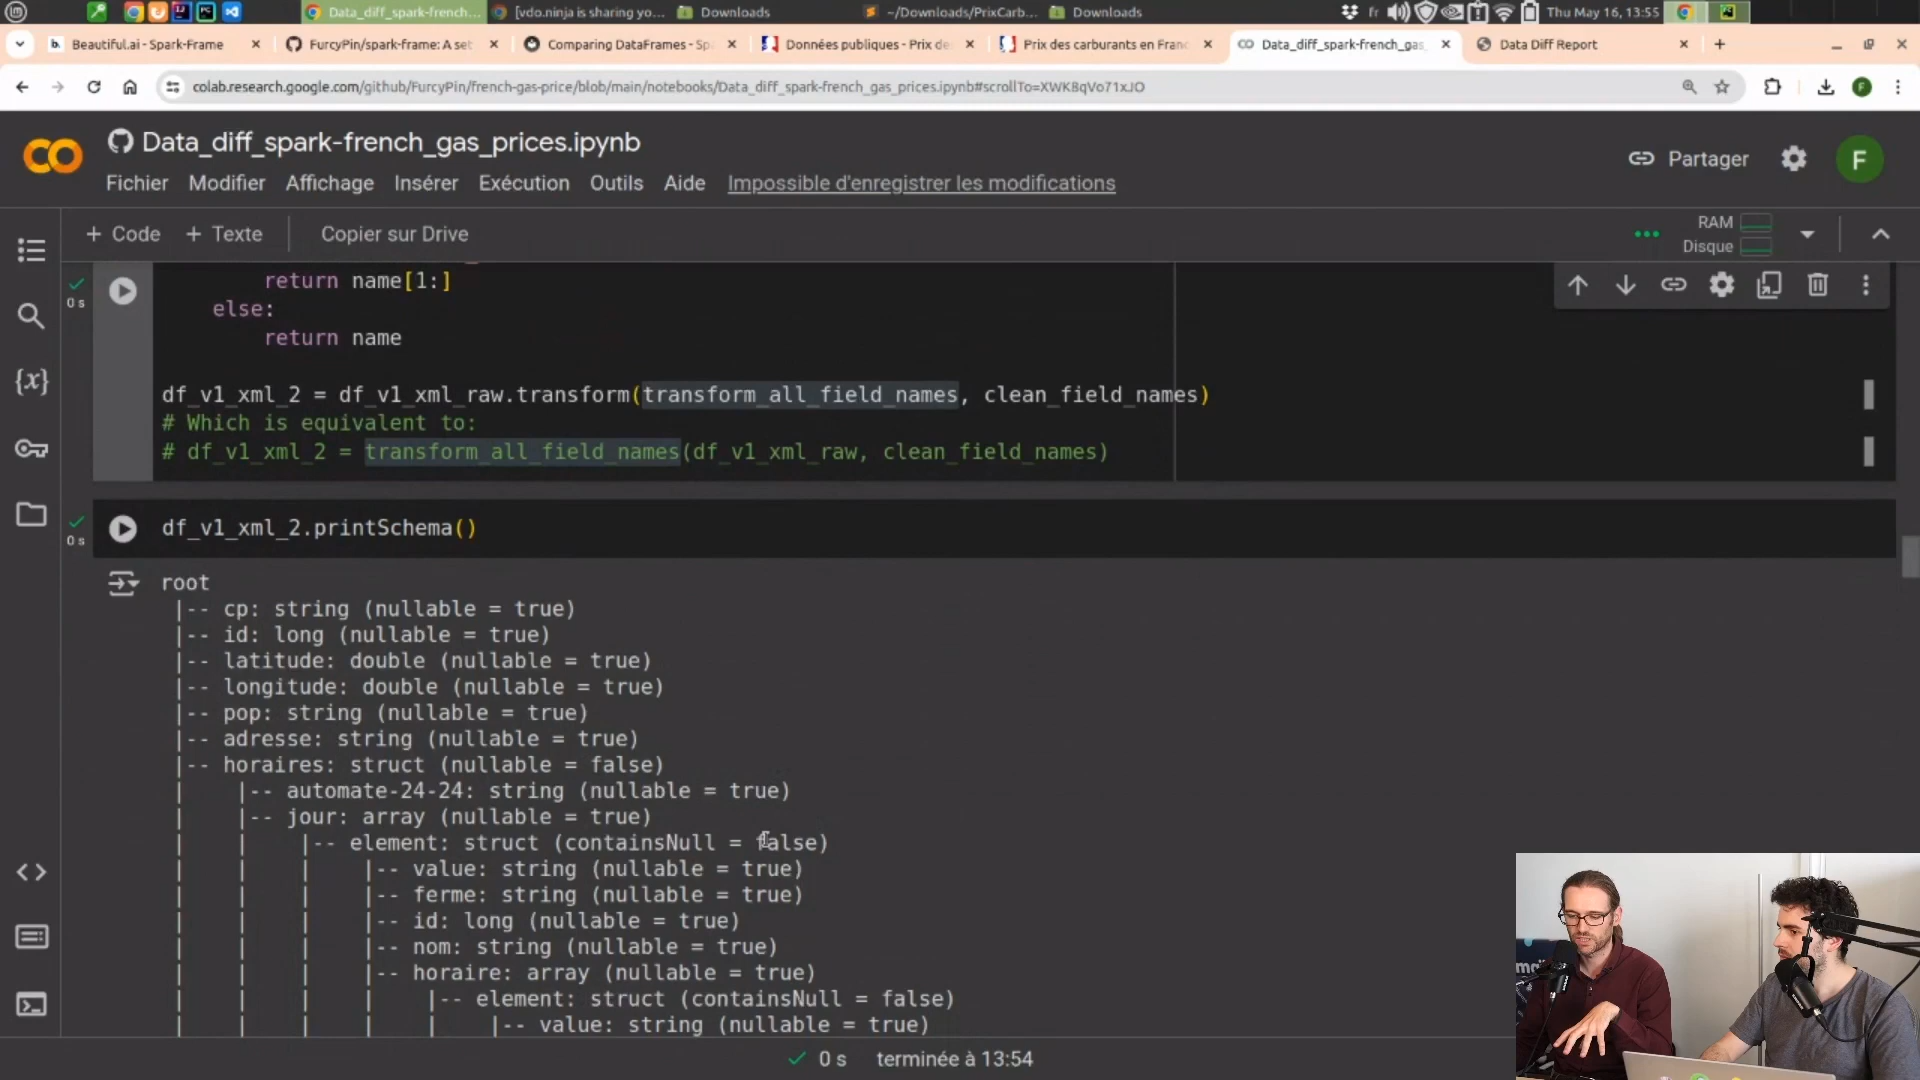 Data_diff_spark-french_...
[vdo.ninja is sharing yo...
Downloads
~/Downloads/PrixCarb...
Downloads
fr
Thu May 16, 13:55
Beautiful.ai - Spark-Frame
FurcyPin/spark-frame: A set
Comparing DataFrames - Sp
Données publiques - Prix de
Prix des carburants en Franc
Data_diff_spark-french_gas_
Data Diff Report
colab.research.google.com/github/FurcyPin/french-gas-price/blob/main/notebooks/Data_diff_spark-french_gas_prices.ipynb#scrollTo=XWK8qVo71xJO
Data_diff_spark-french_gas_prices.ipynb
Partager
F
Fichier Modifier Affichage Insérer Exécution Outils Aide Impossible d'enregistrer les modifications
+ Code + Texte Copier sur Drive
RAM
Disque
0 s
return name[1:]
else:
return name
df_v1_xml_2 = df_v1_xml_raw.transform(transform_all_field_names, clean_field_names)
# Which is equivalent to:
# df_v1_xml_2 = transform_all_field_names(df_v1_xml_raw, clean_field_names)
0 s
df_v1_xml_2.printSchema()
root
|-- cp: string (nullable = true)
|-- id: long (nullable = true)
|-- latitude: double (nullable = true)
|-- longitude: double (nullable = true)
|-- pop: string (nullable = true)
|-- adresse: string (nullable = true)
|-- horaires: struct (nullable = false)
| |-- automate-24-24: string (nullable = true)
| |-- jour: array (nullable = true)
| | |-- element: struct (containsNull = false)
| | | |-- value: string (nullable = true)
| | | |-- ferme: string (nullable = true)
| | | |-- id: long (nullable = true)
| | | |-- nom: string (nullable = true)
| | | |-- horaire: array (nullable = true)
| | | | |-- element: struct (containsNull = false)
| | | | | |-- value: string (nullable = true)
0 s terminée à 13:54